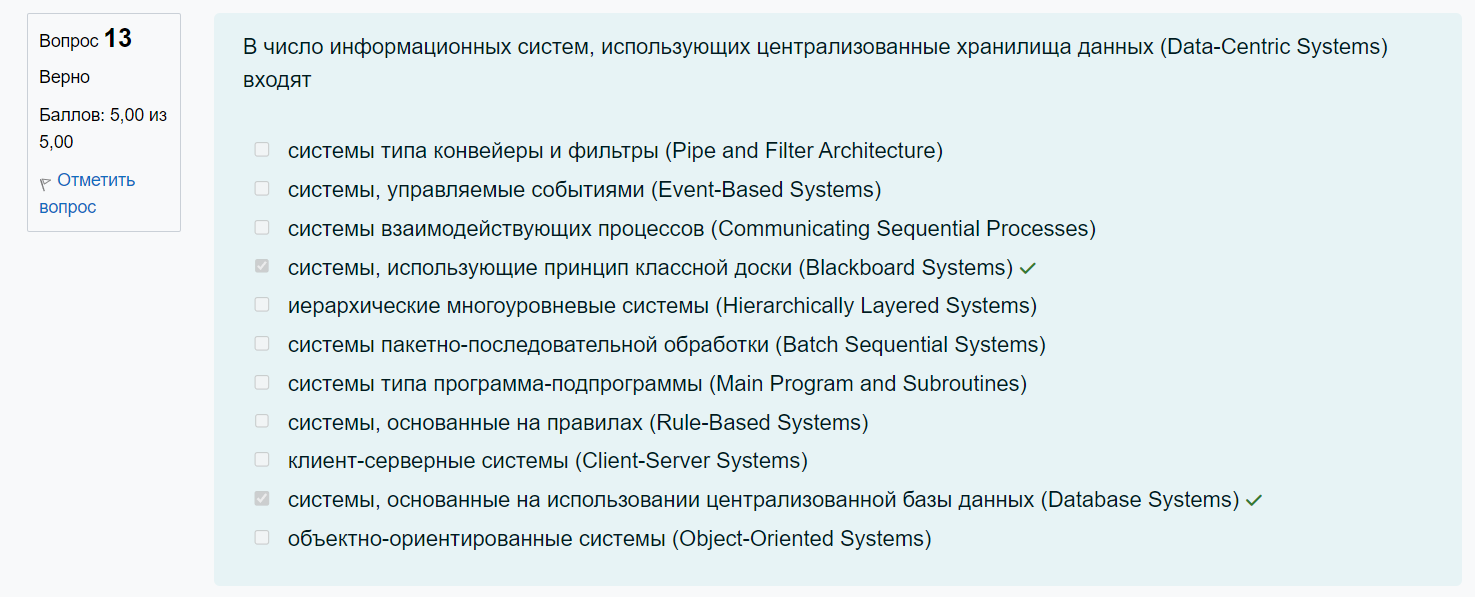 Вопрос 13
Верно
Баллов: 5,00 из
5,00
Отметить
вопрос
В число информационных систем, использующих централизованные хранилища данных (Data-Centric Systems)
входят
системы типа конвейеры и фильтры (Pipe and Filter Architecture)
системы, управляемые событиями (Event-Based Systems)
системы взаимодействующих процессов (Communicating Sequential Processes)
системы, использующие принцип классной доски (Blackboard Systems)
иерархические многоуровневые системы (Hierarchically Layered Systems)
системы пакетно-последовательной обработки (Batch Sequential Systems)
системы типа программа-подпрограммы (Main Program and Subroutines)
системы, основанные на правилах (Rule-Based Systems)
клиент-серверные системы (Client-Server Systems)
системы, основанные на использовании централизованной базы данных (Database Systems)
объектно-ориентированные системы (Object-Oriented Systems)